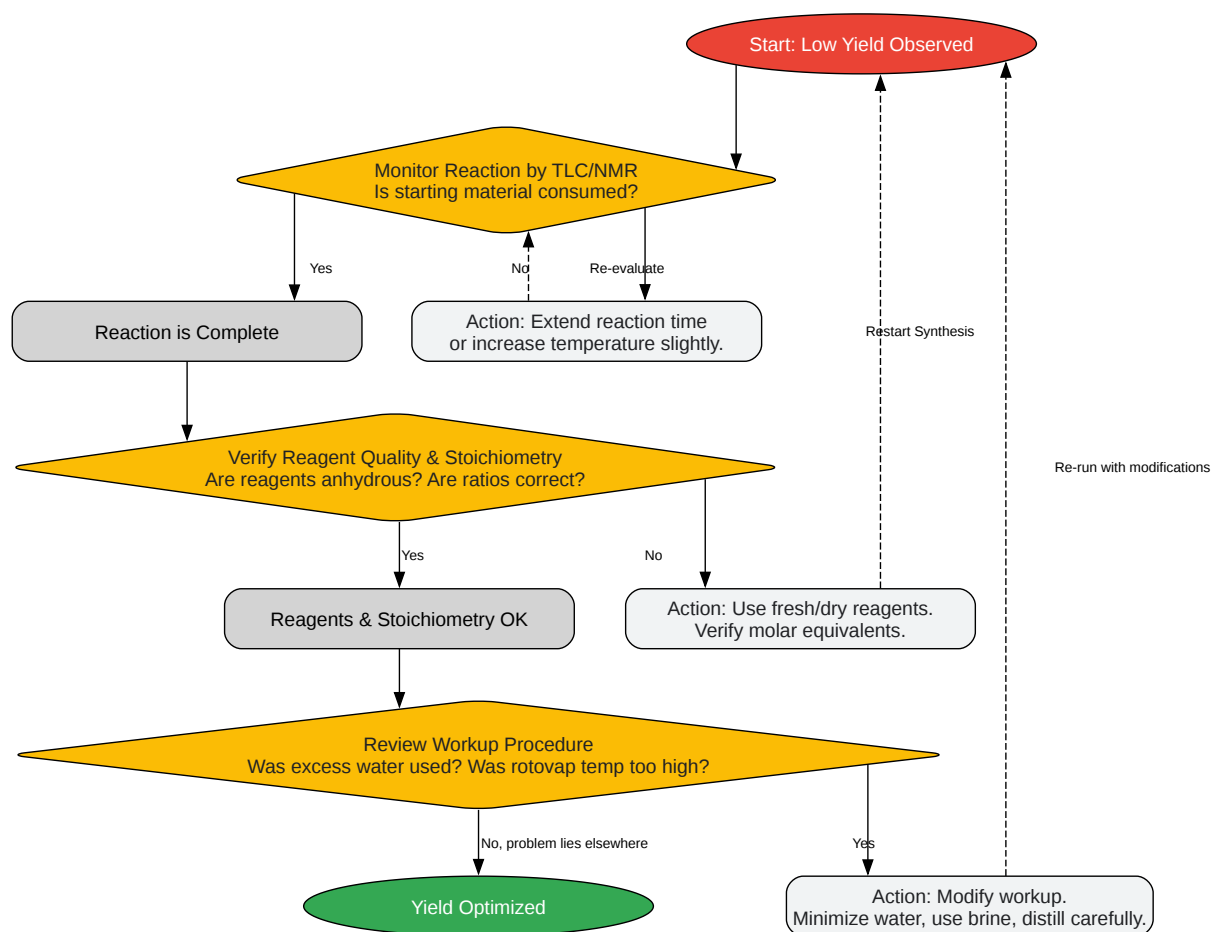 Start: Low Yield Observed
Monitor Reaction by TLC/NMR
Is starting material consumed?
Yes
No
Re-evaluate
Reaction is Complete
Action: Extend reaction time
or increase temperature slightly.
Restart Synthesis
Verify Reagent Quality & Stoichiometry
Are reagents anhydrous? Are ratios correct?
Re-run with modifications
Yes
No
Reagents & Stoichiometry OK
Action: Use fresh/dry reagents.
Verify molar equivalents.
Review Workup Procedure
Was excess water used? Was rotovap temp too high?
No, problem lies elsewhere
Yes
Yield Optimized
Action: Modify workup.
Minimize water, use brine, distill carefully.